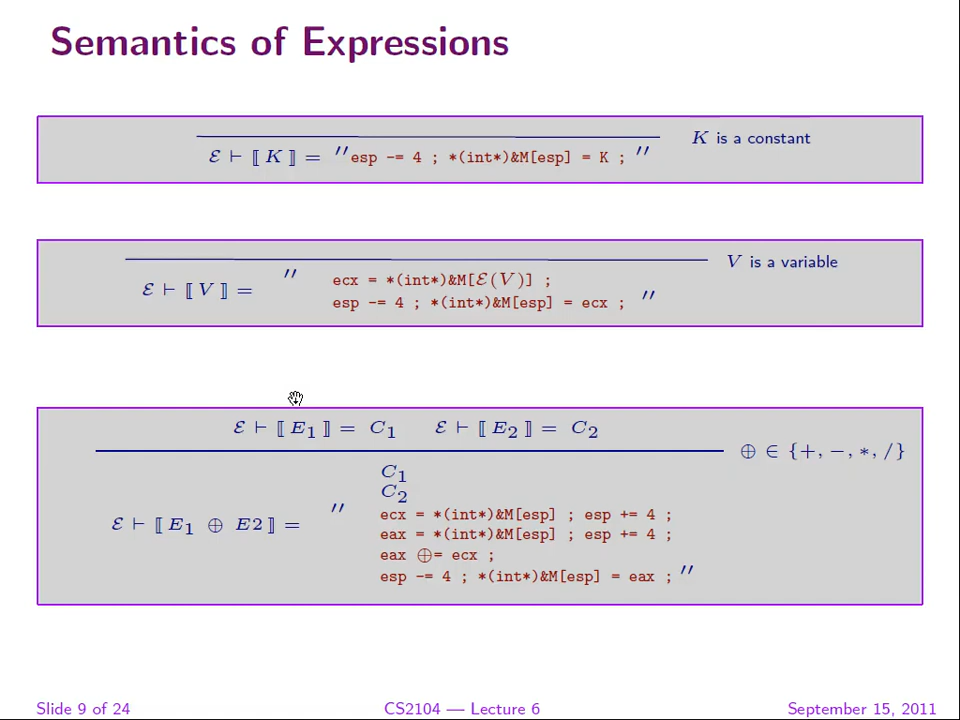 Semantics of Expressions
K is a constant
ℰ ⊢ ⟦ K ⟧ = ″esp -= 4 ; *(int*)&M[esp] = K ; ″
V is a variable
ℰ ⊢ ⟦ V ⟧ = ″ ecx = *(int*)&M[ℰ(V)] ;
esp -= 4 ; *(int*)&M[esp] = ecx ; ″
ℰ ⊢ ⟦ E₁ ⟧ = C₁ ℰ ⊢ ⟦ E₂ ⟧ = C₂
⊕ ∈ {+, −, *, /}
C₁
C₂
ℰ ⊢ ⟦ E₁ ⊕ E2 ⟧ = ″ ecx = *(int*)&M[esp] ; esp += 4 ;
eax = *(int*)&M[esp] ; esp += 4 ;
eax ⊕= ecx ;
esp -= 4 ; *(int*)&M[esp] = eax ; ″
Slide 9 of 24
CS2104 — Lecture 6
September 15, 2011